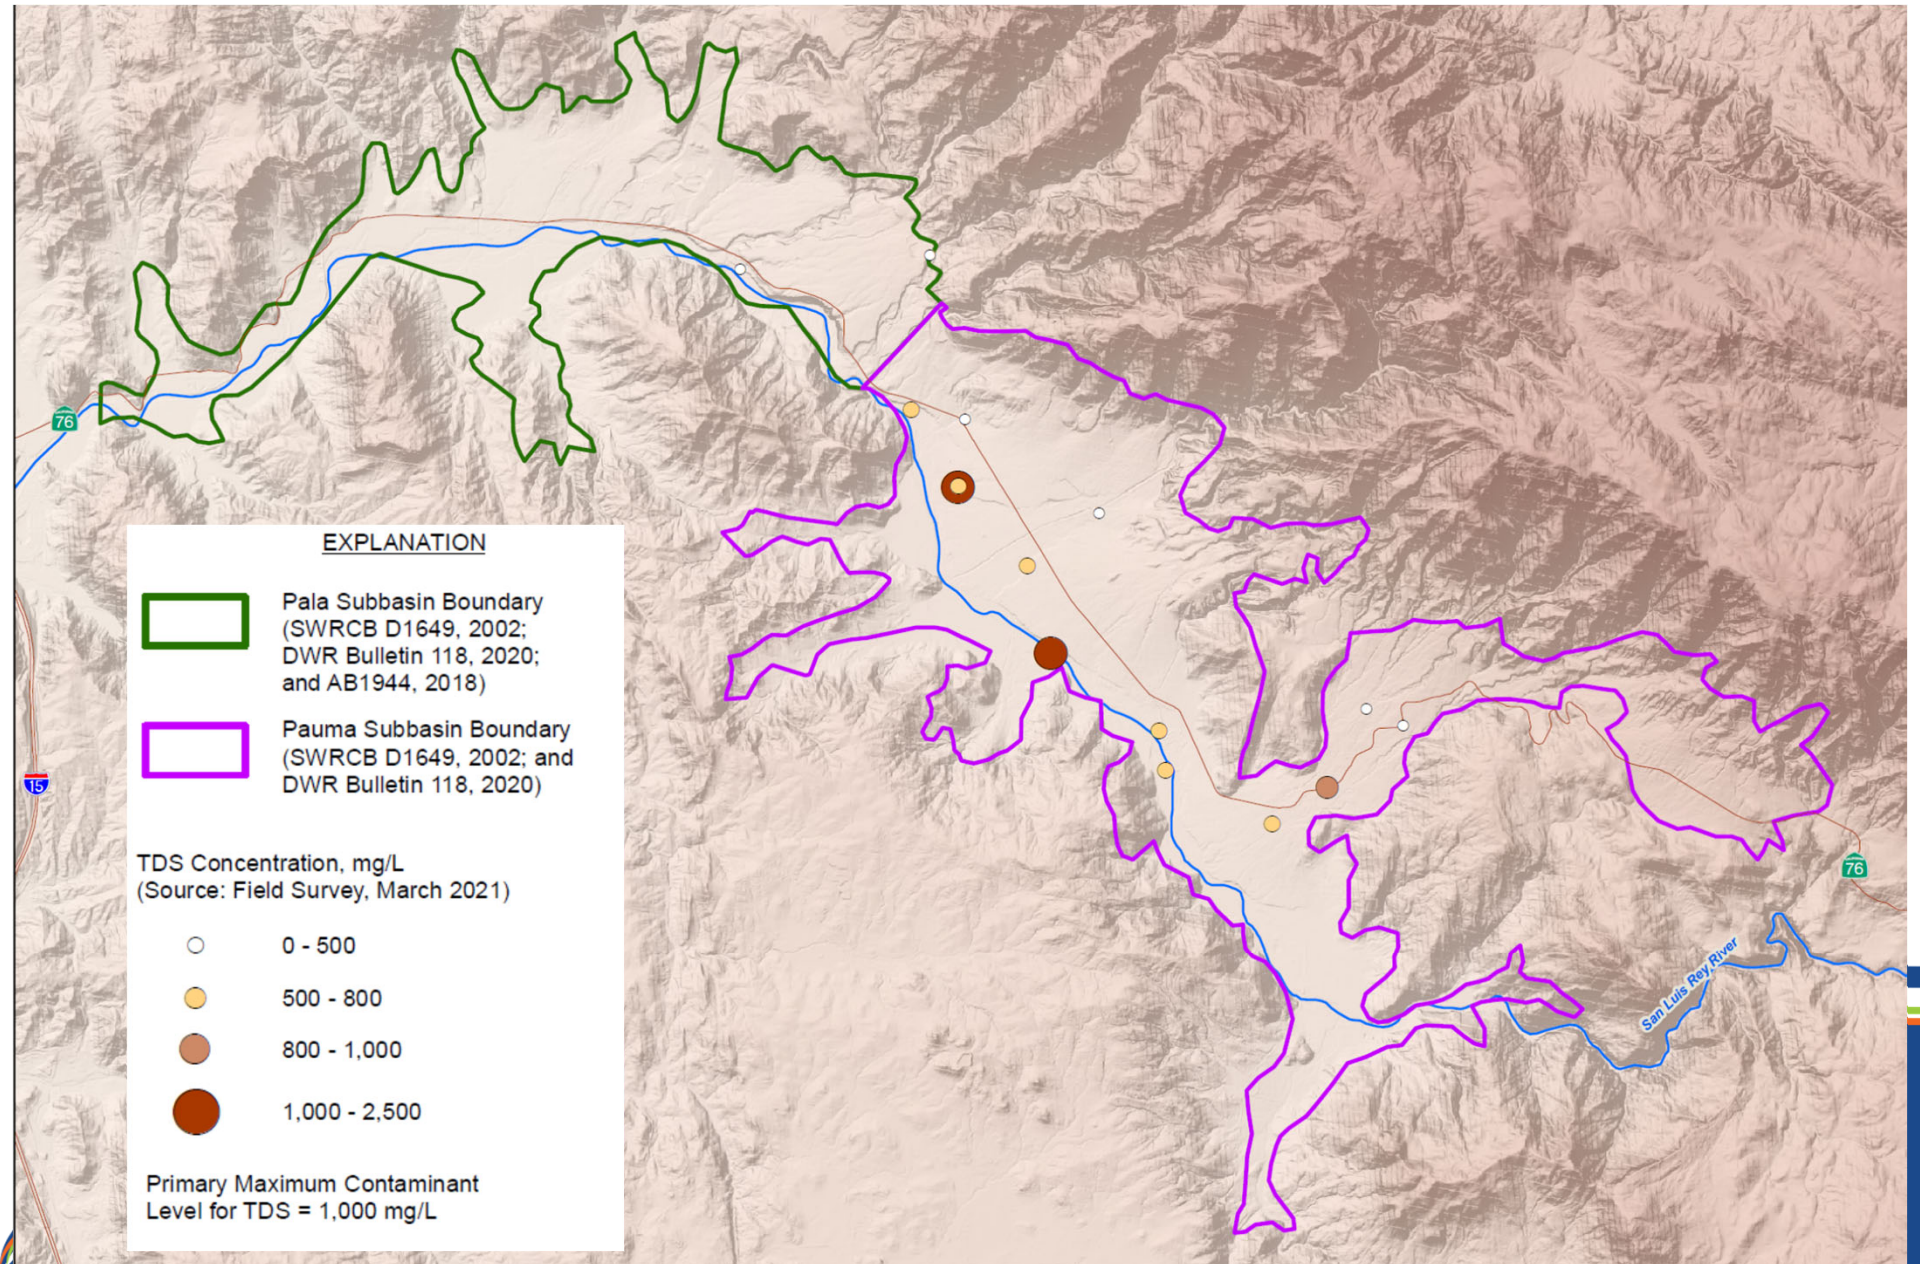 76
EXPLANATION
Pala Subbasin Boundary
(SWRCB D1649, 2002;
DWR Bulletin 118, 2020;
and AB1944, 2018)
Pauma Subbasin Boundary
(SWRCB D1649, 2002; and
DWR Bulletin 118, 2020)
15
TDS Concentration, mg/L
(Source: Field Survey, March 2021)
0 - 500
500 - 800
800 - 1,000
1,000 - 2,500
Primary Maximum Contaminant
Level for TDS = 1,000 mg/L
76
San Luis Rey River